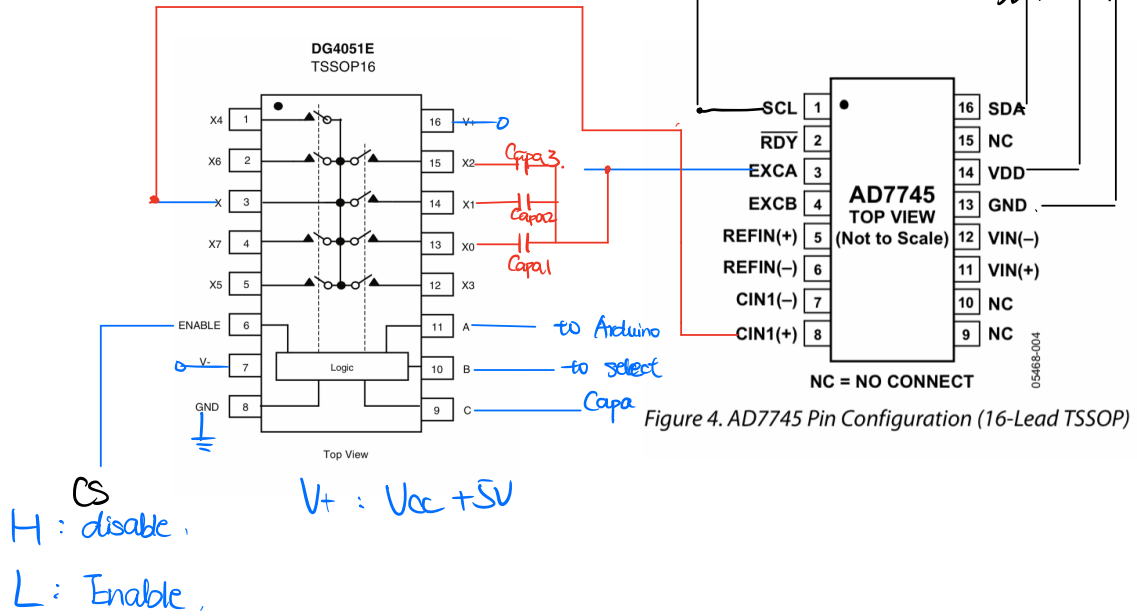 DG4051E
TSSOP16
X4 1
X6 2
X 3
X7 4
X5 5
ENABLE 6
V- 7
GND 8
16 V+
15 X2
14 X1
13 X0
12 X3
11 A
10 B
9 C
Logic
Top View
Capa3.
Capa2
Capa1
to Arduino
to select
Capa
CS
H : disable,
L : Enable,
V+ : Vcc +5V
SCL 1
RDY 2
EXCA 3
EXCB 4
REFIN(+) 5
REFIN(–) 6
CIN1(–) 7
CIN1(+) 8
AD7745
TOP VIEW
(Not to Scale)
16 SDA
15 NC
14 VDD
13 GND
12 VIN(–)
11 VIN(+)
10 NC
9 NC
NC = NO CONNECT
05468-004
Figure 4. AD7745 Pin Configuration (16-Lead TSSOP)